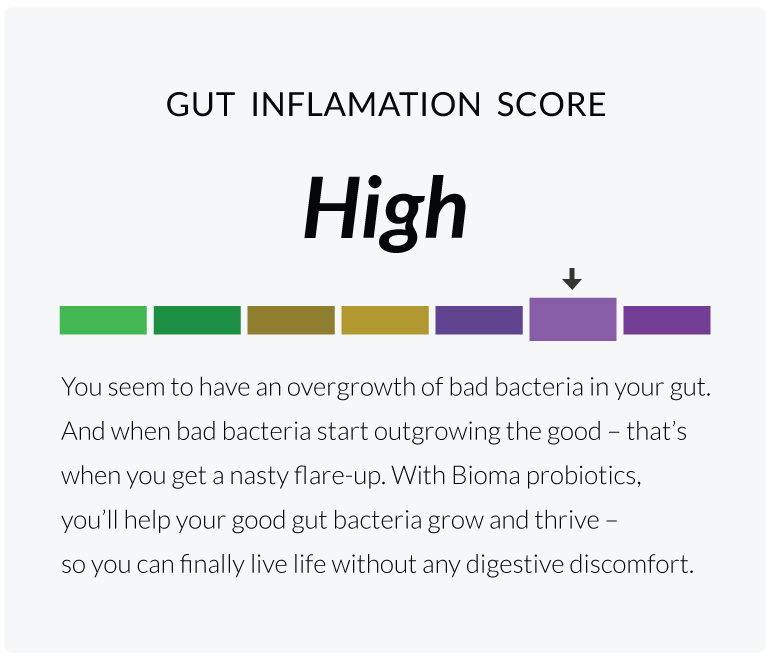 GUT INFLAMATION SCORE
High
You seem to have an overgrowth of bad bacteria in your gut.
And when bad bacteria start outgrowing the good – that's
when you get a nasty flare-up. With Bioma probiotics,
you'll help your good gut bacteria grow and thrive –
so you can finally live life without any digestive discomfort.